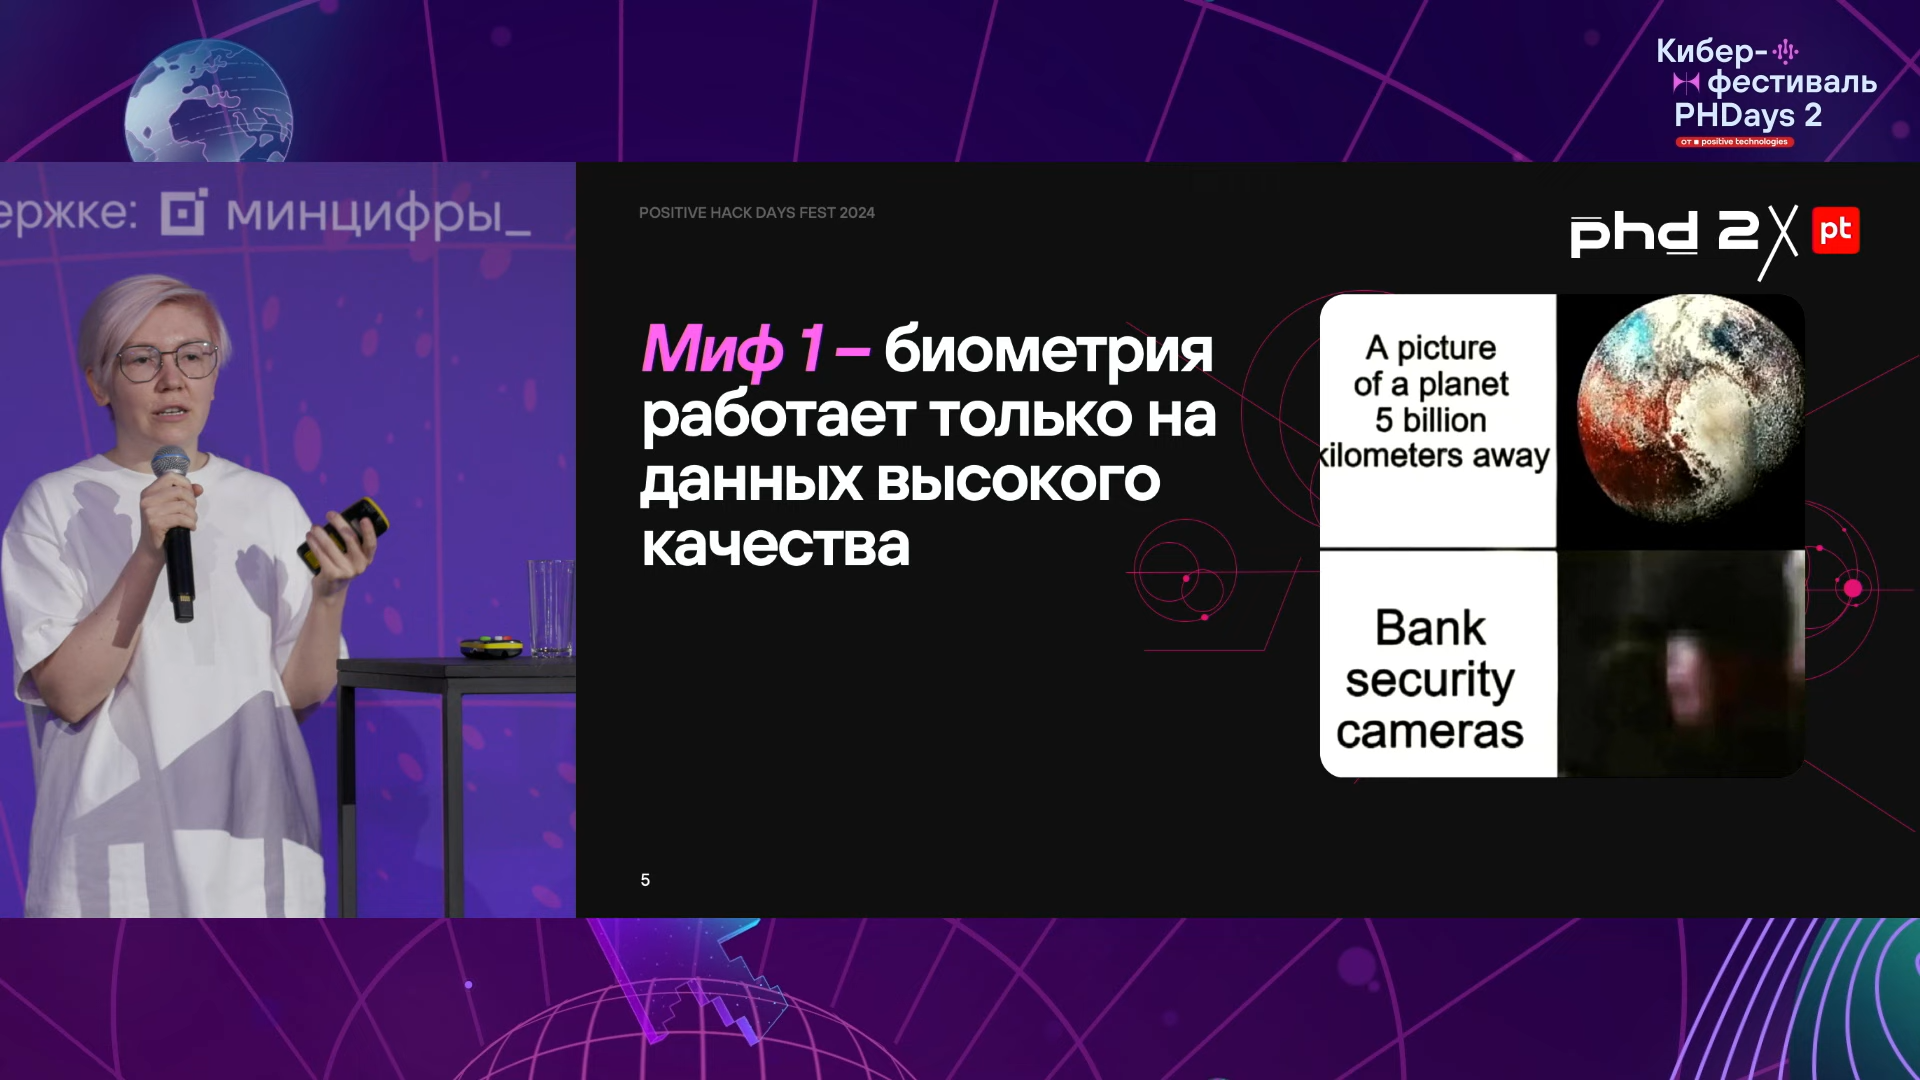 Кибер-
фестиваль
PHDays 2
от positive technologies
ержке: минцифры_
POSITIVE HACK DAYS FEST 2024
phd 2
pt
Миф 1 – биометрия
работает только на
данных высокого
качества
A picture
of a planet
5 billion
kilometers away
Bank
security
cameras
5